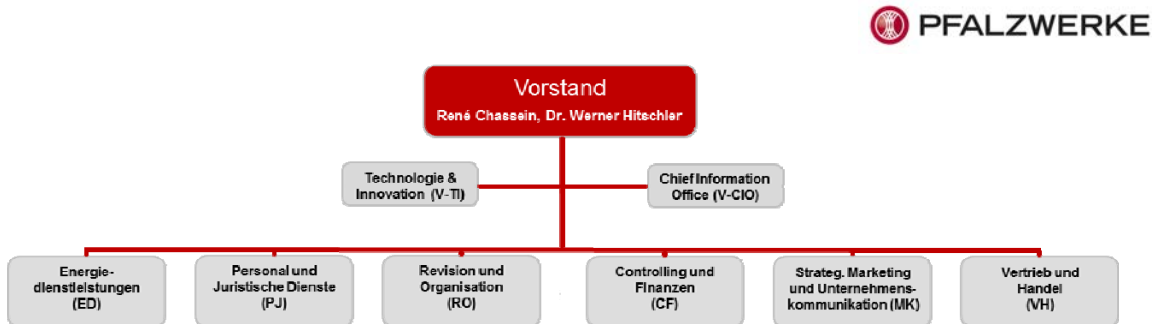 PFALZWERKE
Vorstand
René Chassein, Dr. Werner Hitschler
Technologie &
Innovation (V-TI)
Chief Information
Office (V-CIO)
Energie-
dienstleistungen
(ED)
Personal und
Juristische Dienste
(PJ)
Revision und
Organisation
(RO)
Controlling und
Finanzen
(CF)
Strateg. Marketing
und Unternehmens-
kommunikation (MK)
Vertrieb und
Handel
(VH)